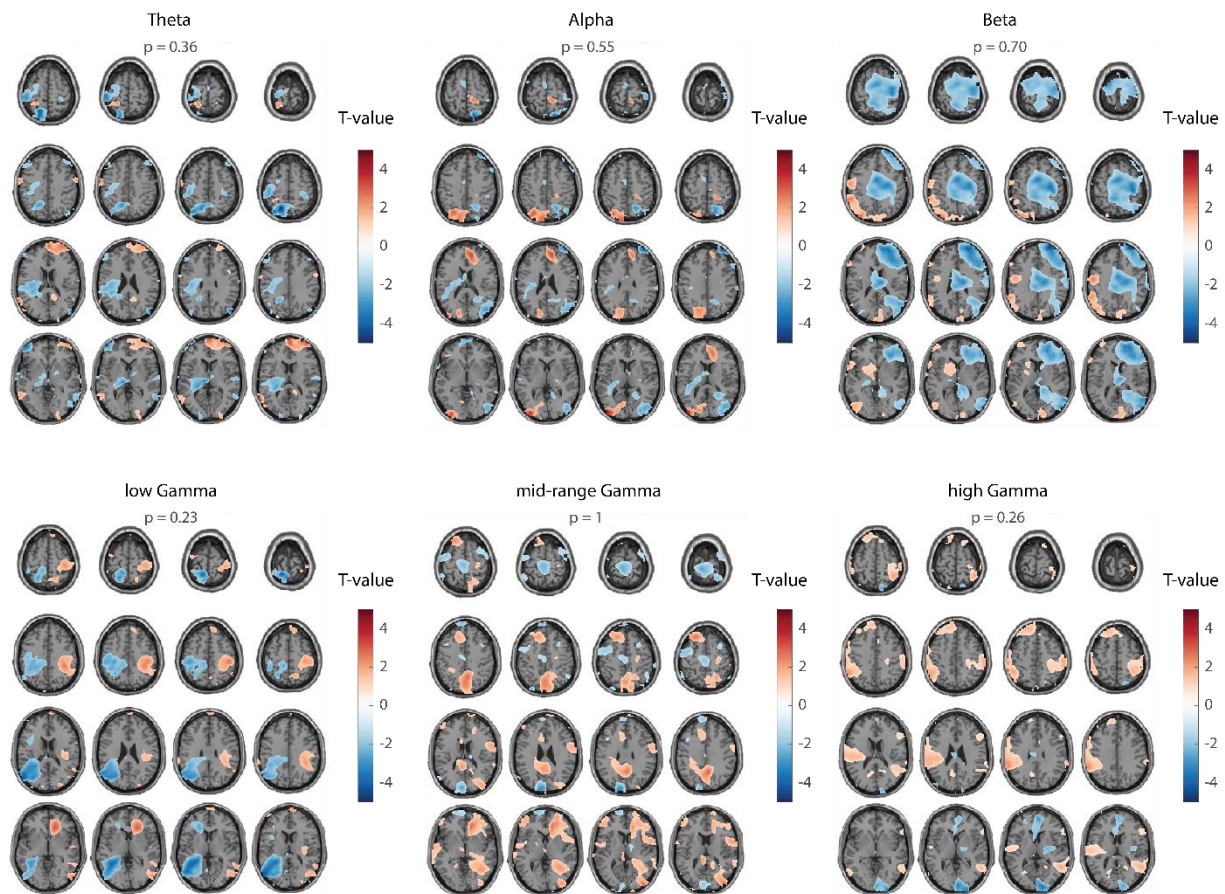 Theta
p = 0.36
T-value
4
2
0
-2
-4
Alpha
p = 0.55
T-value
4
2
0
-2
-4
Beta
p = 0.70
T-value
4
2
0
-2
-4
low Gamma
p = 0.23
T-value
4
2
0
-2
-4
mid-range Gamma
p = 1
T-value
4
2
0
-2
-4
high Gamma
p = 0.26
T-value
4
2
0
-2
-4